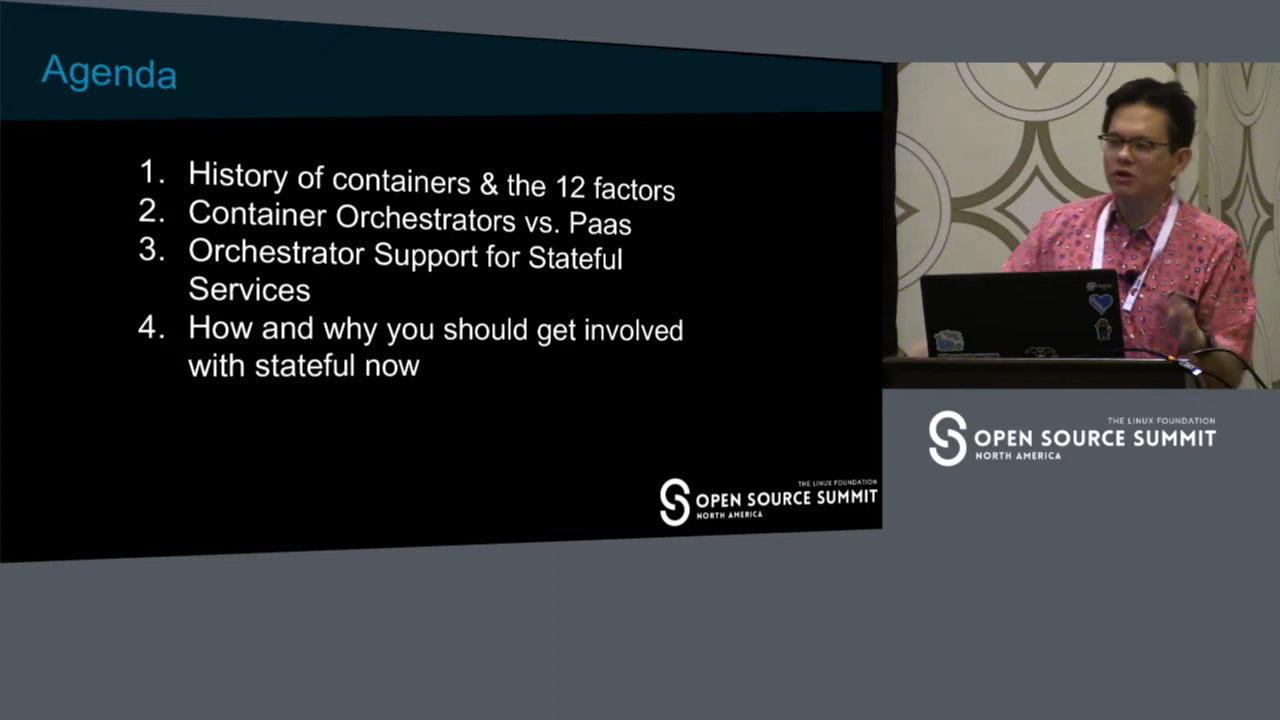 Agenda
1. History of containers & the 12 factors
2. Container Orchestrators vs. Paas
3. Orchestrator Support for Stateful
Services
4. How and why you should get involved
with stateful now
THE LINUX FOUNDATION
OPEN SOURCE SUMMIT
NORTH AMERICA
THE LINUX FOUNDATION
OPEN SOURCE SUMMIT
NORTH AMERICA